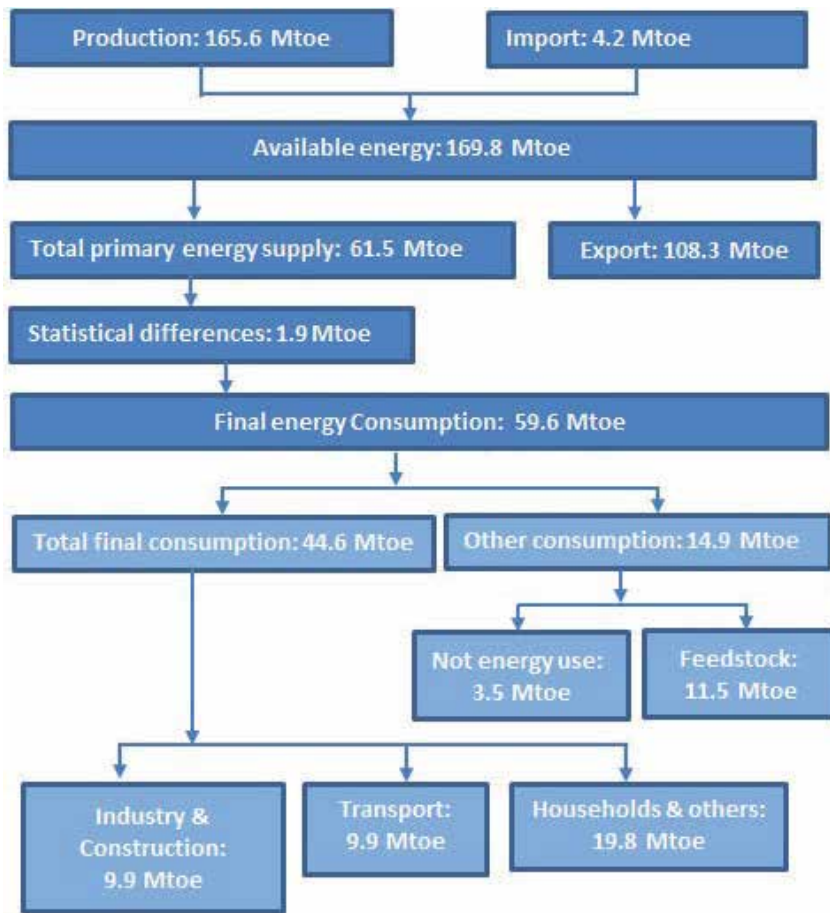 Production: 165.6 Mtoe
Import: 4.2 Mtoe
Available energy: 169.8 Mtoe
Total primary energy supply: 61.5 Mtoe
Export: 108.3 Mtoe
Statistical differences: 1.9 Mtoe
Final energy Consumption: 59.6 Mtoe
Total final consumption: 44.6 Mtoe
Other consumption: 14.9 Mtoe
Not energy use:
3.5 Mtoe
Feedstock:
11.5 Mtoe
Industry &
Construction:
9.9 Mtoe
Transport:
9.9 Mtoe
Households & others:
19.8 Mtoe